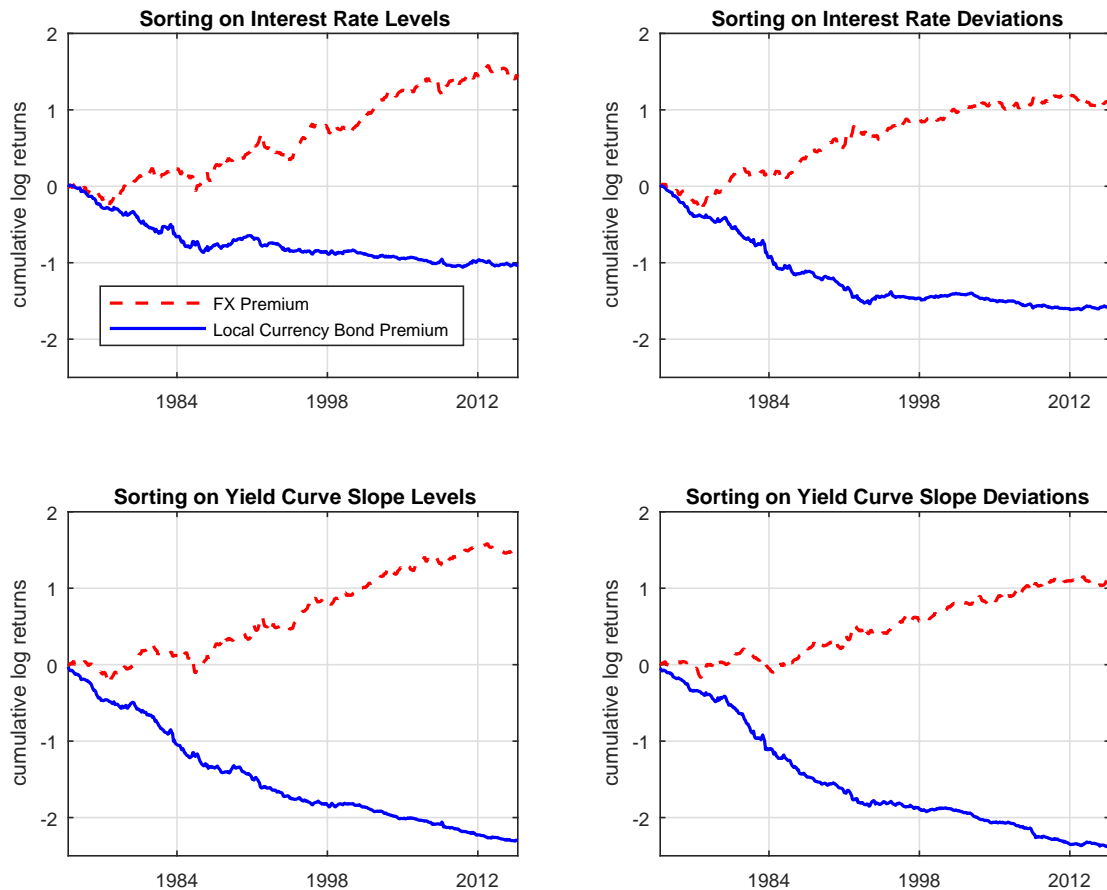 Sorting on Interest Rate Levels
2
1
0
-1
-2
cumulative log returns
FX Premium
Local Currency Bond Premium
1984 1998 2012
Sorting on Interest Rate Deviations
2
1
0
-1
-2
cumulative log returns
1984 1998 2012
Sorting on Yield Curve Slope Levels
2
1
0
-1
-2
cumulative log returns
1984 1998 2012
Sorting on Yield Curve Slope Deviations
2
1
0
-1
-2
cumulative log returns
1984 1998 2012